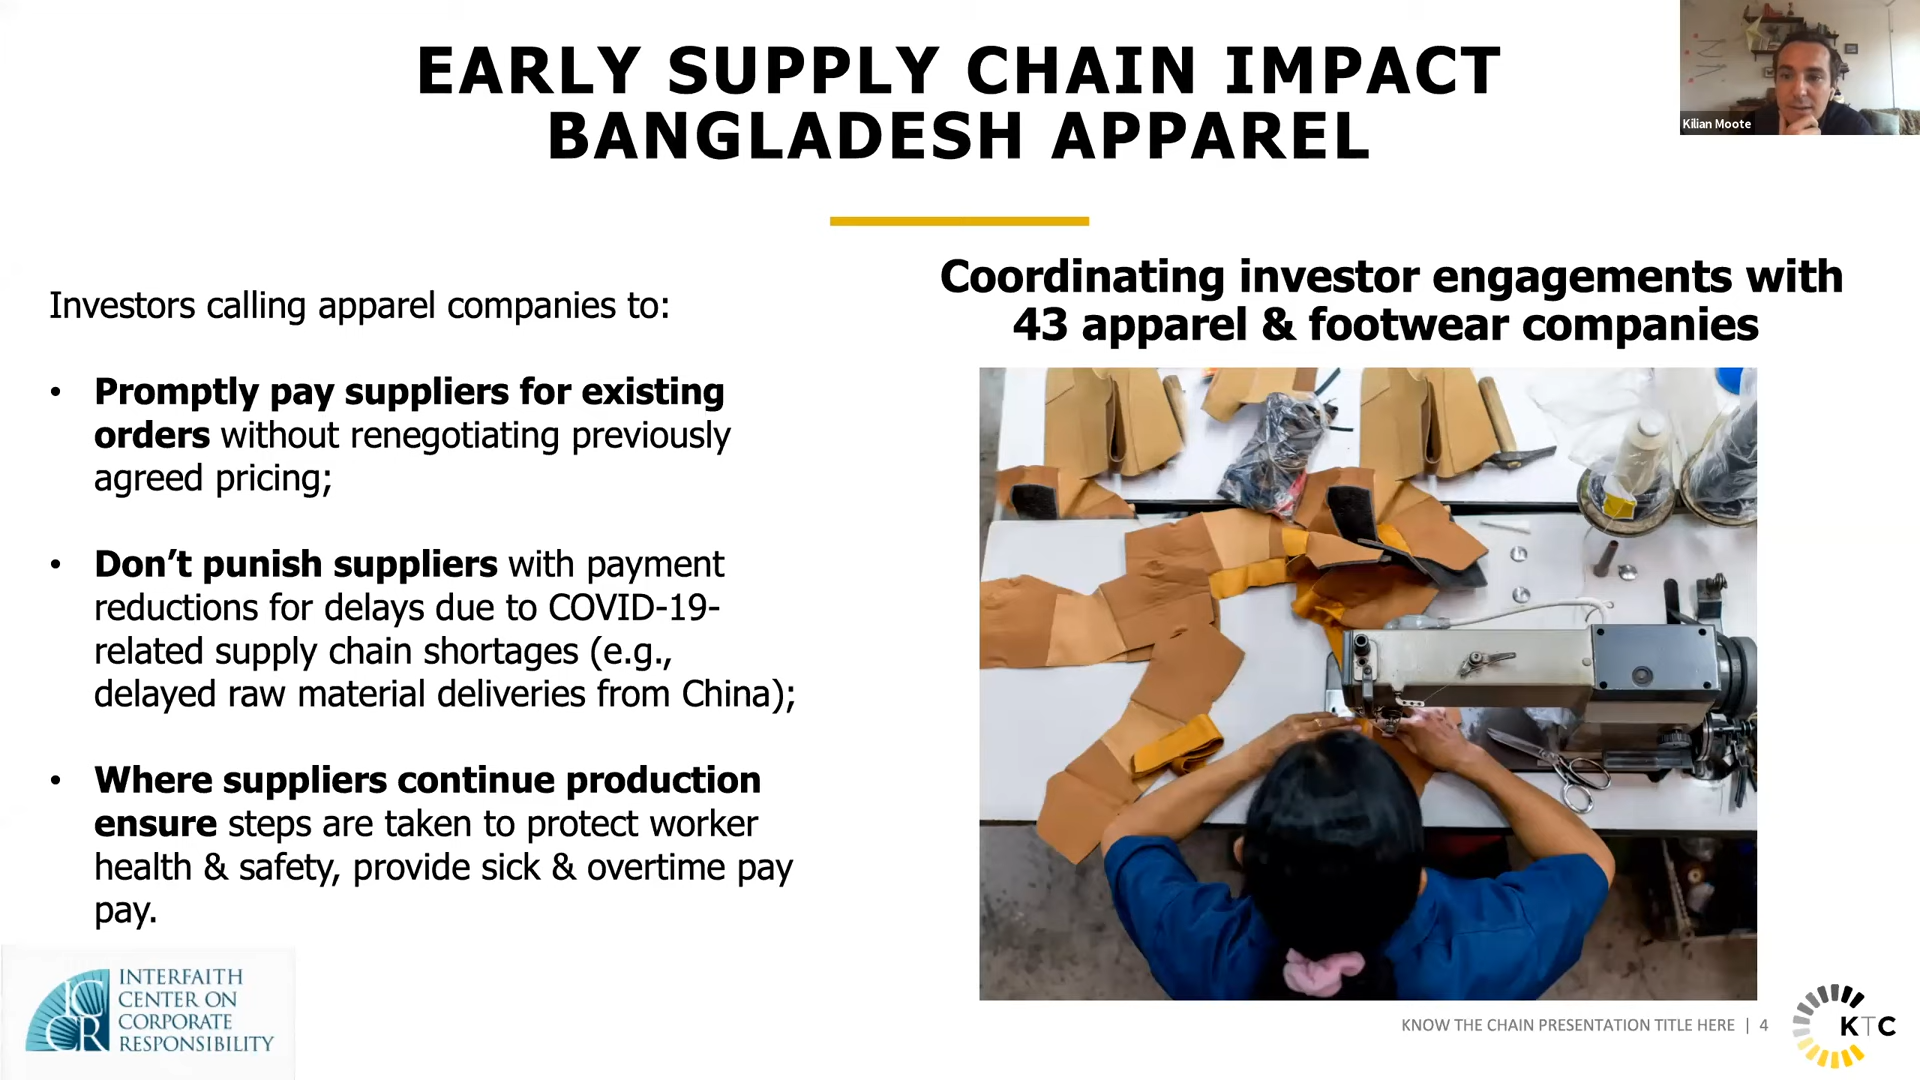 EARLY SUPPLY CHAIN IMPACT
BANGLADESH APPAREL
Kilian Moote
Investors calling apparel companies to:
• Promptly pay suppliers for existing
orders without renegotiating previously
agreed pricing;
• Don’t punish suppliers with payment
reductions for delays due to COVID-19-
related supply chain shortages (e.g.,
delayed raw material deliveries from China);
• Where suppliers continue production
ensure steps are taken to protect worker
health & safety, provide sick & overtime pay
pay.
Coordinating investor engagements with
43 apparel & footwear companies
ICCR
INTERFAITH
CENTER ON
CORPORATE
RESPONSIBILITY
KNOW THE CHAIN PRESENTATION TITLE HERE | 4
KTC